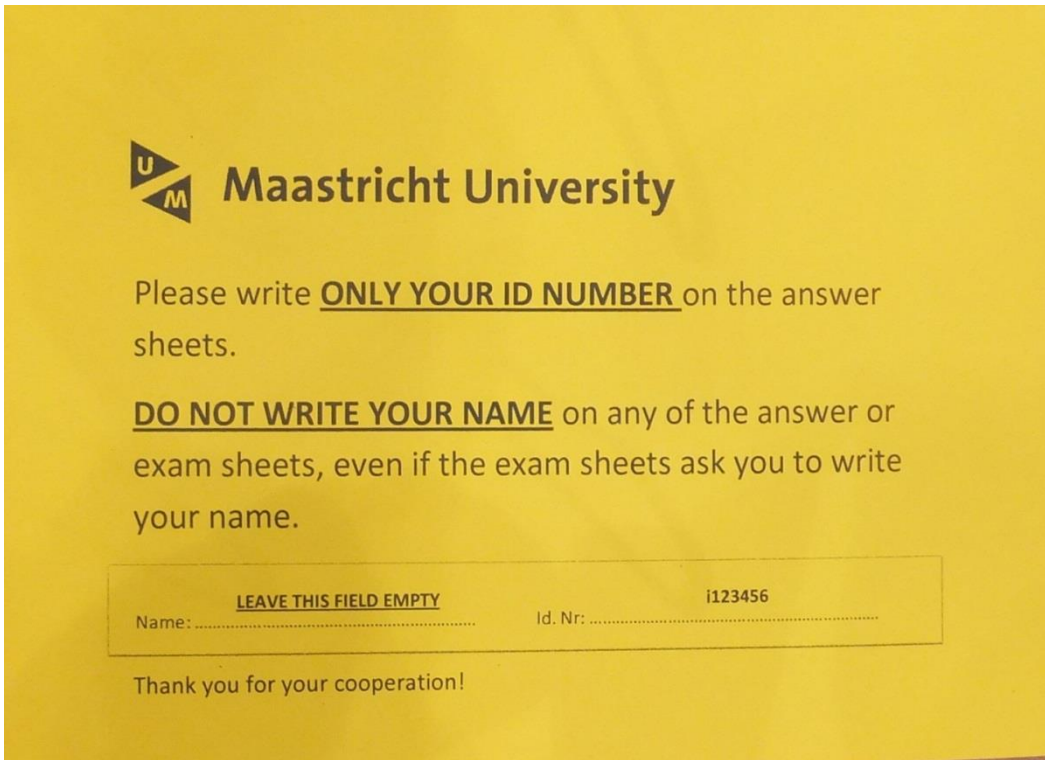 U
M
Maastricht University
Please write ONLY YOUR ID NUMBER on the answer
sheets.
DO NOT WRITE YOUR NAME on any of the answer or
exam sheets, even if the exam sheets ask you to write
your name.
LEAVE THIS FIELD EMPTY i123456
Name:................................................ Id. Nr: ................................................
Thank you for your cooperation!